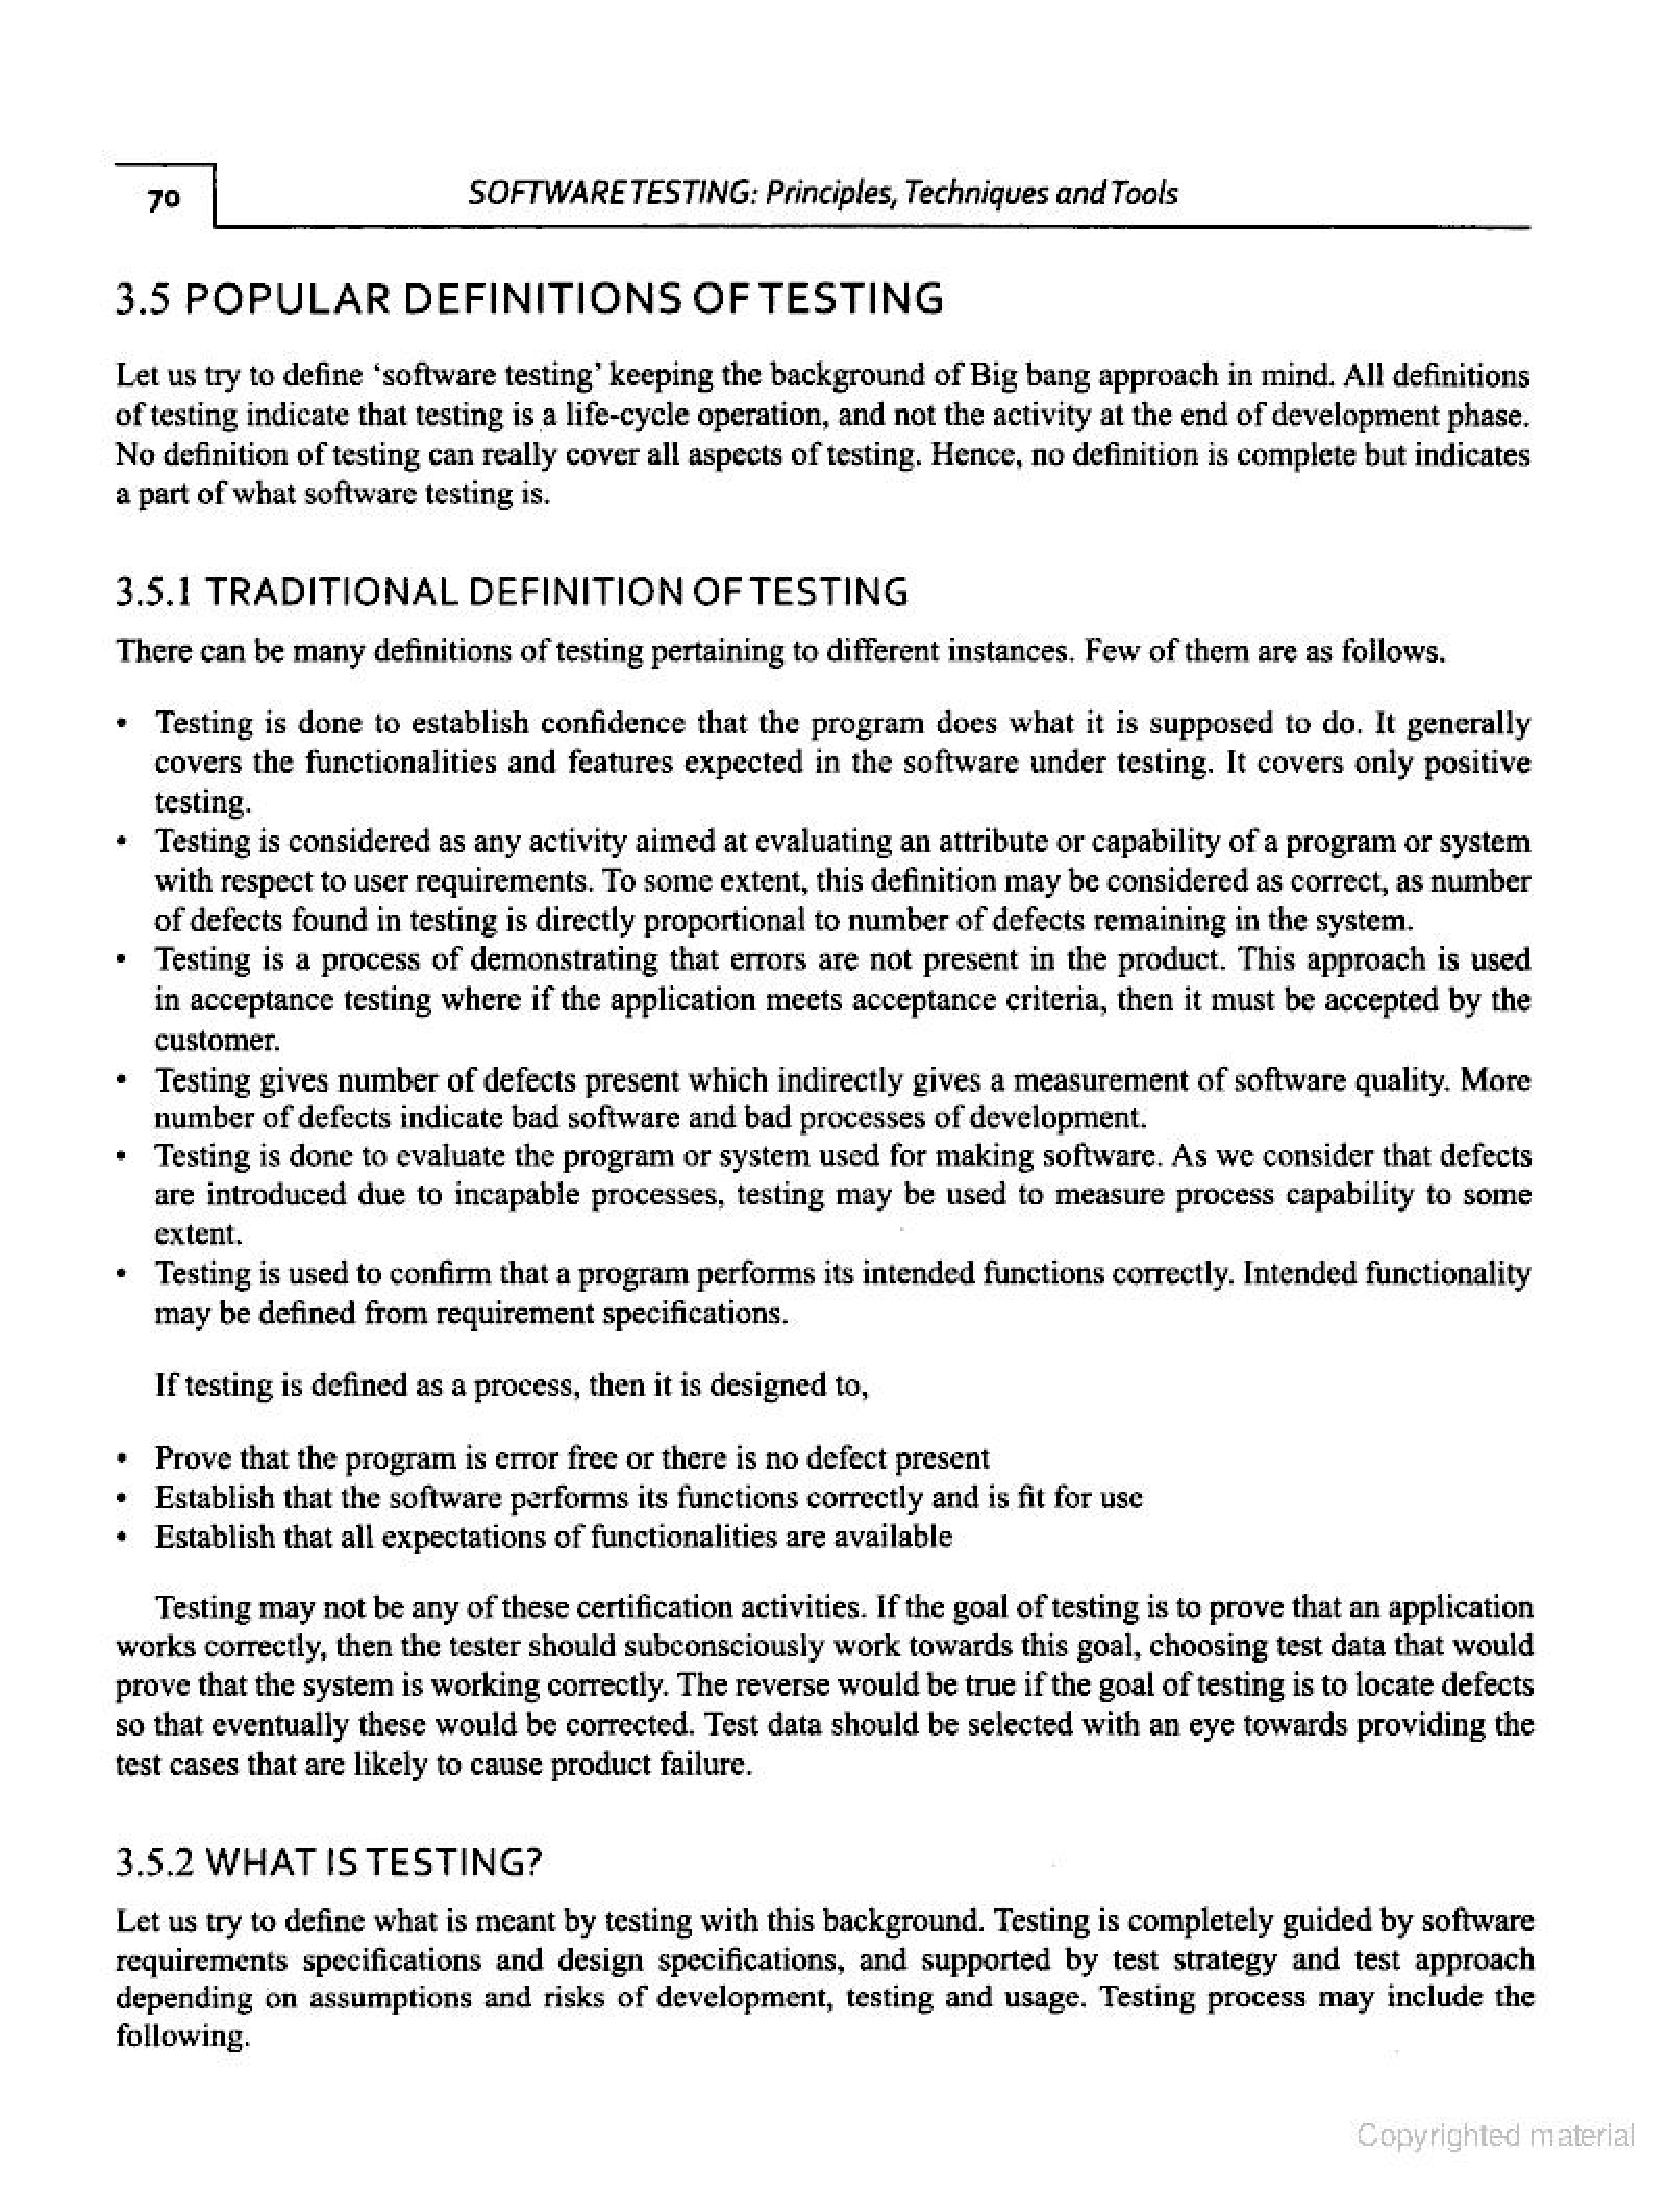 70
SOFTWARE TESTING: Principles, Techniques and Tools
3.5 POPULAR DEFINITIONS OF TESTING
Let us try to define ‘software testing’ keeping the background of Big bang approach in mind. All definitions
of testing indicate that testing is a life-cycle operation, and not the activity at the end of development phase.
No definition of testing can really cover all aspects of testing. Hence, no definition is complete but indicates
a part of what software testing is.
3.5.1 TRADITIONAL DEFINITION OF TESTING
There can be many definitions of testing pertaining to different instances. Few of them are as follows.
• Testing is done to establish confidence that the program does what it is supposed to do. It generally
covers the functionalities and features expected in the software under testing. It covers only positive
testing.
• Testing is considered as any activity aimed at evaluating an attribute or capability of a program or system
with respect to user requirements. To some extent, this definition may be considered as correct, as number
of defects found in testing is directly proportional to number of defects remaining in the system.
• Testing is a process of demonstrating that errors are not present in the product. This approach is used
in acceptance testing where if the application meets acceptance criteria, then it must be accepted by the
customer.
• Testing gives number of defects present which indirectly gives a measurement of software quality. More
number of defects indicate bad software and bad processes of development.
• Testing is done to evaluate the program or system used for making software. As we consider that defects
are introduced due to incapable processes, testing may be used to measure process capability to some
extent.
• Testing is used to confirm that a program performs its intended functions correctly. Intended functionality
may be defined from requirement specifications.
If testing is defined as a process, then it is designed to,
• Prove that the program is error free or there is no defect present
• Establish that the software performs its functions correctly and is fit for use
• Establish that all expectations of functionalities are available
Testing may not be any of these certification activities. If the goal of testing is to prove that an application
works correctly, then the tester should subconsciously work towards this goal, choosing test data that would
prove that the system is working correctly. The reverse would be true if the goal of testing is to locate defects
so that eventually these would be corrected. Test data should be selected with an eye towards providing the
test cases that are likely to cause product failure.
3.5.2 WHAT IS TESTING?
Let us try to define what is meant by testing with this background. Testing is completely guided by software
requirements specifications and design specifications, and supported by test strategy and test approach
depending on assumptions and risks of development, testing and usage. Testing process may include the
following.
Copyrighted material